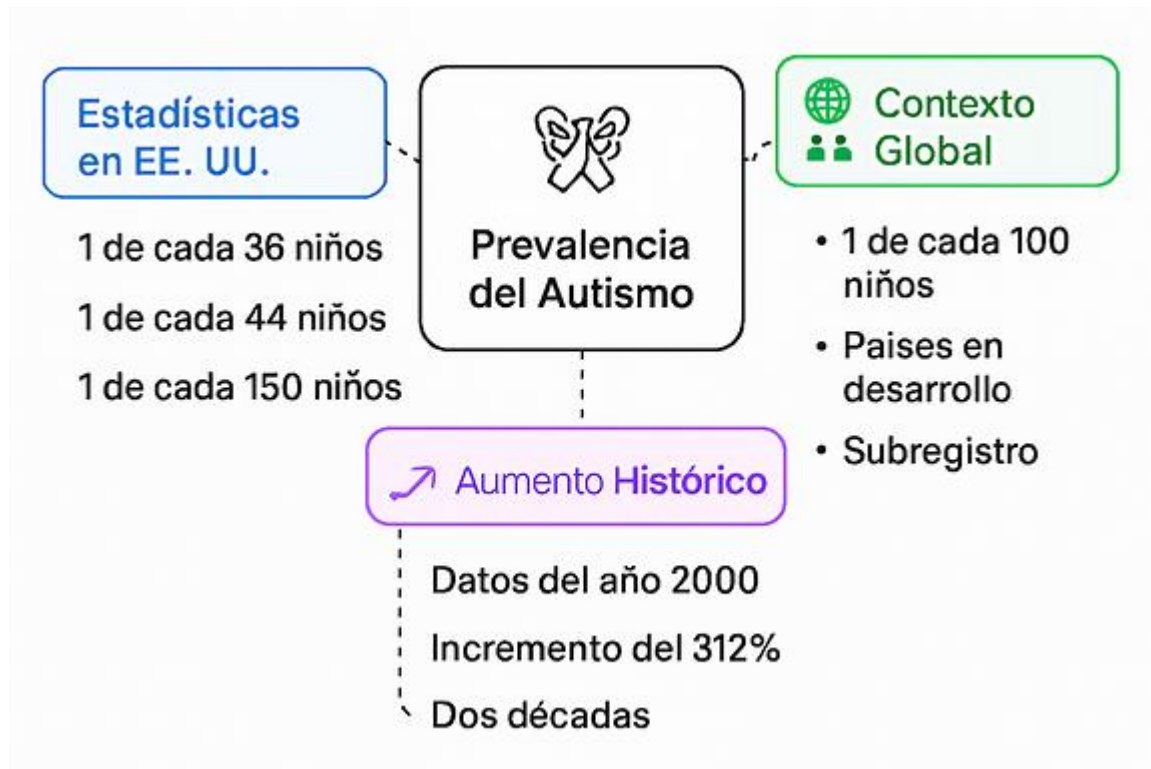 Estadísticas
en EE. UU.
1 de cada 36 niños
1 de cada 44 niños
1 de cada 150 niños
Prevalencia
del Autismo
Contexto
Global
• 1 de cada 100
niños
• Paises en
desarrollo
• Subregistro
Aumento Histórico
Datos del año 2000
Incremento del 312%
Dos décadas